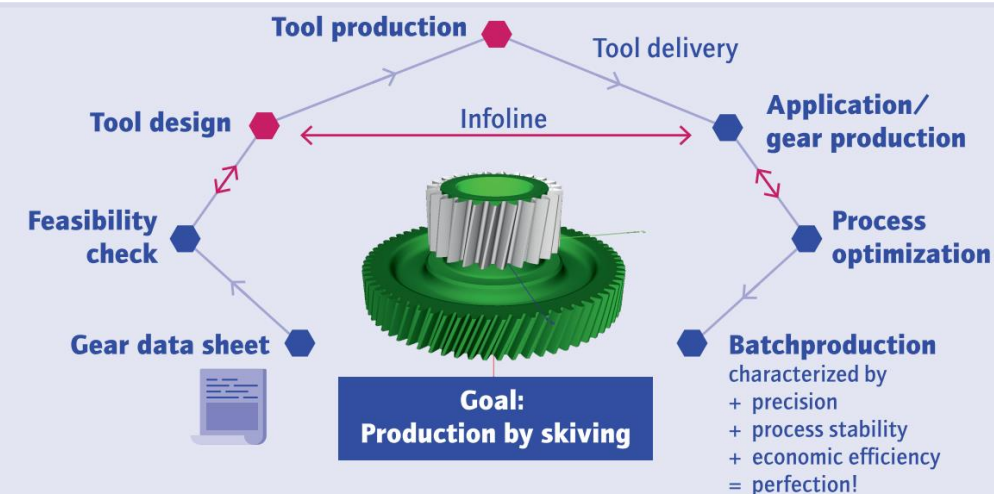 Tool production
Tool delivery
Tool design
Infoline
Application/
gear production
Feasibility
check
Process
optimization
Gear data sheet
Goal:
Production by skiving
Batchproduction
characterized by
+ precision
+ process stability
+ economic efficiency
= perfection!